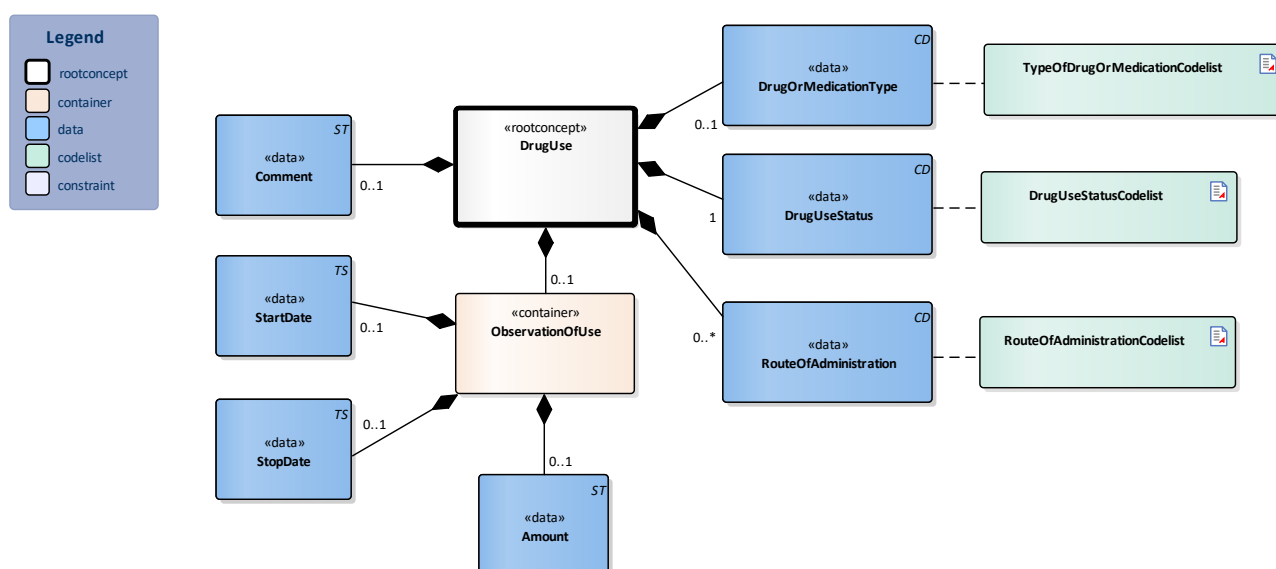 Legend
rootconcept
container
data
codelist
constraint
ST
«data»
Comment
0..1
«rootconcept»
DrugUse
CD
«data»
DrugOrMedicationType
0..1
TypeOfDrugOrMedicationCodelist
CD
«data»
DrugUseStatus
1
DrugUseStatusCodelist
TS
«data»
StartDate
0..1
0..1
«container»
ObservationOfUse
CD
«data»
RouteOfAdministration
0..*
RouteOfAdministrationCodelist
TS
«data»
StopDate
0..1
0..1
ST
«data»
Amount